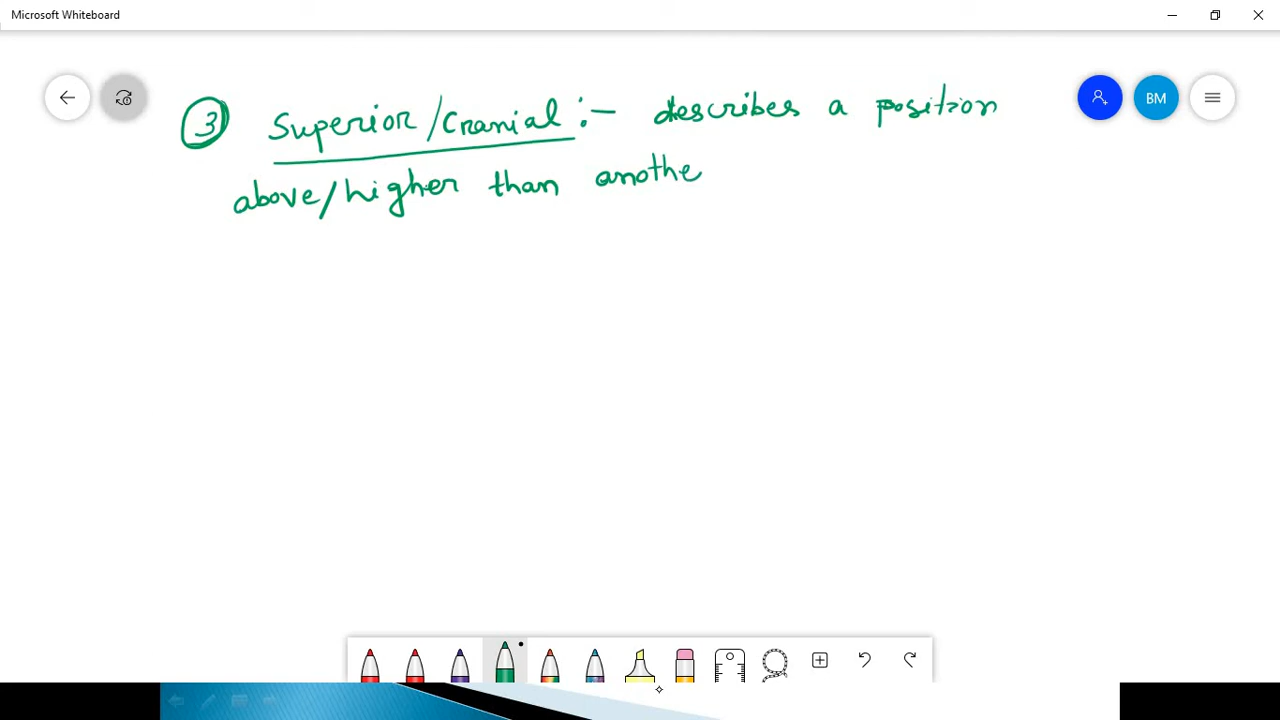 Microsoft Whiteboard
BM
3 Superior/Cranial :- describes a position
above/higher than anothe